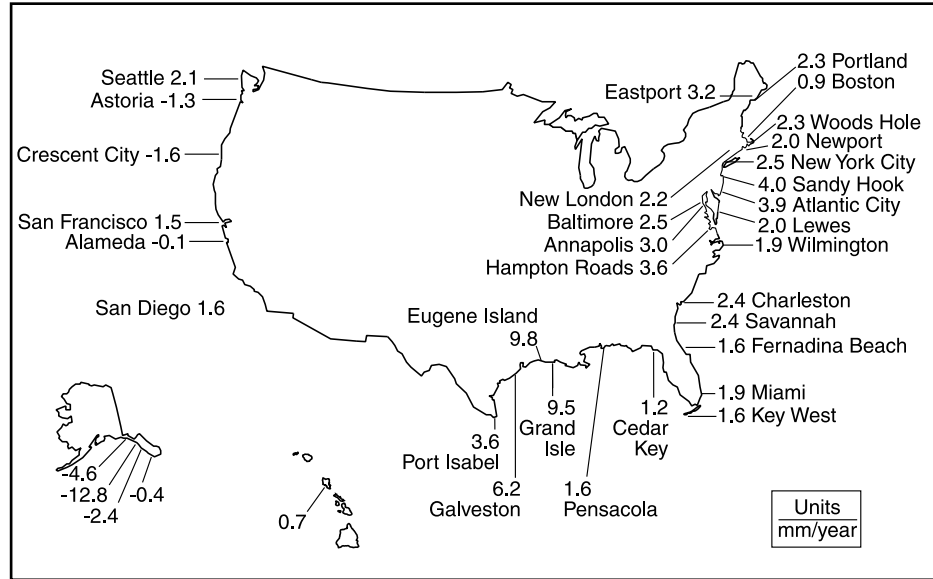 Seattle 2.1
Astoria -1.3
Crescent City -1.6
San Francisco 1.5
Alameda -0.1
San Diego 1.6
Eastport 3.2
2.3 Portland
0.9 Boston
2.3 Woods Hole
2.0 Newport
2.5 New York City
4.0 Sandy Hook
3.9 Atlantic City
2.0 Lewes
1.9 Wilmington
New London 2.2
Baltimore 2.5
Annapolis 3.0
Hampton Roads 3.6
2.4 Charleston
2.4 Savannah
1.6 Fernadina Beach
1.9 Miami
1.6 Key West
Eugene Island
9.8
9.5
Grand
Isle
1.2
Cedar
Key
3.6
Port Isabel
6.2
Galveston
1.6
Pensacola
-4.6
-12.8
-2.4
-0.4
0.7
Units
mm/year